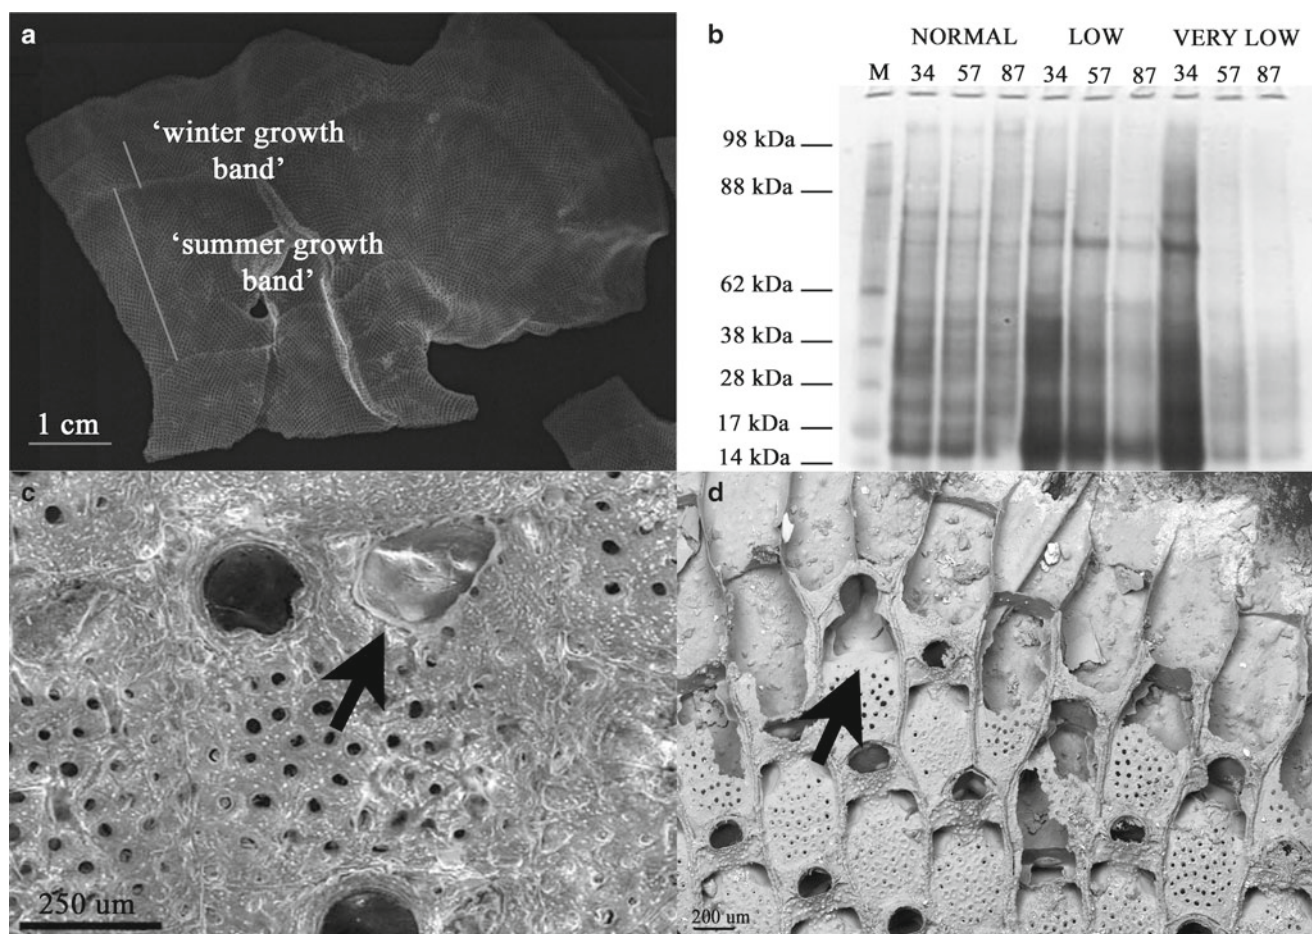 a
‘winter growth
band’
‘summer growth
band’
1 cm
b
NORMAL LOW VERY LOW
M 34 57 87 34 57 87 34 57 87
98 kDa
88 kDa
62 kDa
38 kDa
28 kDa
17 kDa
14 kDa
c
250 um
d
200 um